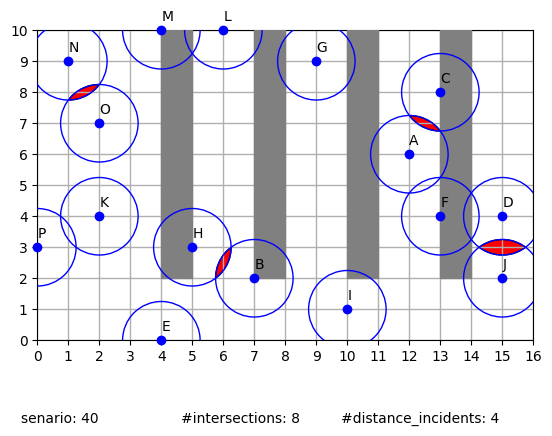 M L
10
N G
9
C
8
O
7
A
6
5
K F D
4
P H
3
B J
2
I
1
E
0
0 1 2 3 4 5 6 7 8 9 10 11 12 13 14 15 16
senario: 40 #intersections: 8 #distance_incidents: 4